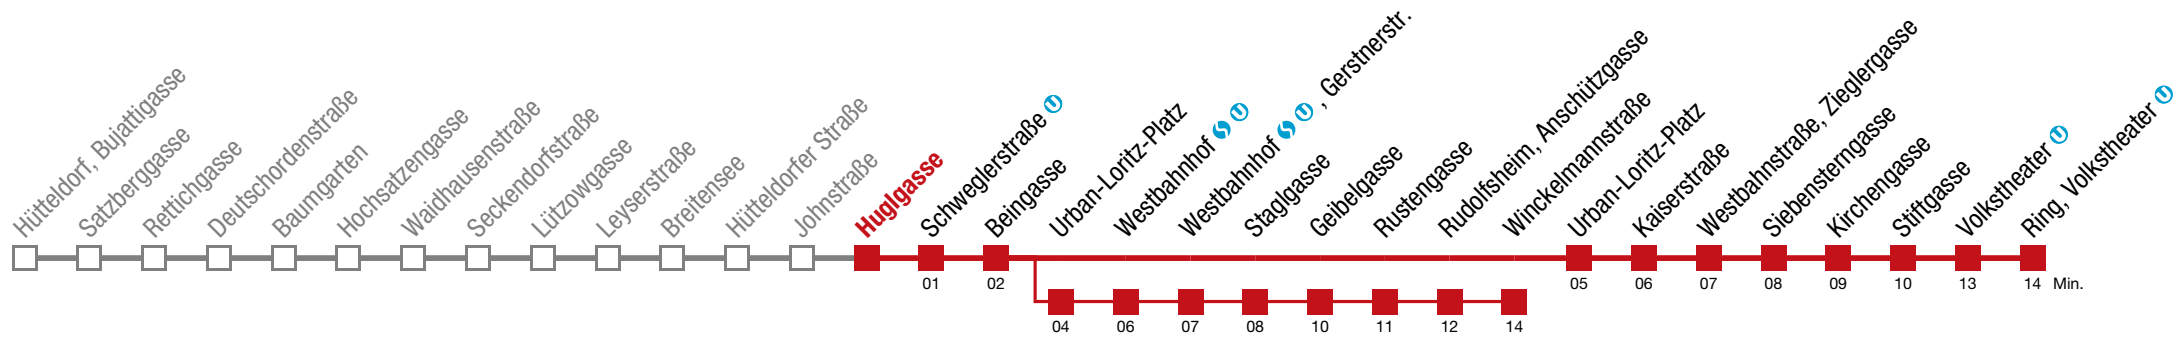 Hütteldorf, Bujattigasse
Satzberggasse
Rettichgasse
Deutschordenstraße
Baumgarten
Hochsatzengasse
Waidhausenstraße
Seckendorfstraße
Lützowgasse
Leyserstraße
Breitensee
Hütteldorfer Straße
Johnstraße
Huglgasse
Schweglerstraße U
Beingasse
Urban-Loritz-Platz
Westbahnhof S U
Westbahnhof S U , Gerstnerstr.
Staglgasse
Geibelgasse
Rustengasse
Rudolfsheim, Anschützgasse
Winckelmannstraße
Urban-Loritz-Platz
Kaiserstraße
Westbahnstraße, Zieglergasse
Siebensterngasse
Kirchengasse
Stiftgasse
Volkstheater U
Ring, Volkstheater U
01 02 05 06 07 08 09 10 13 14 Min.
04 06 07 08 10 11 12 14